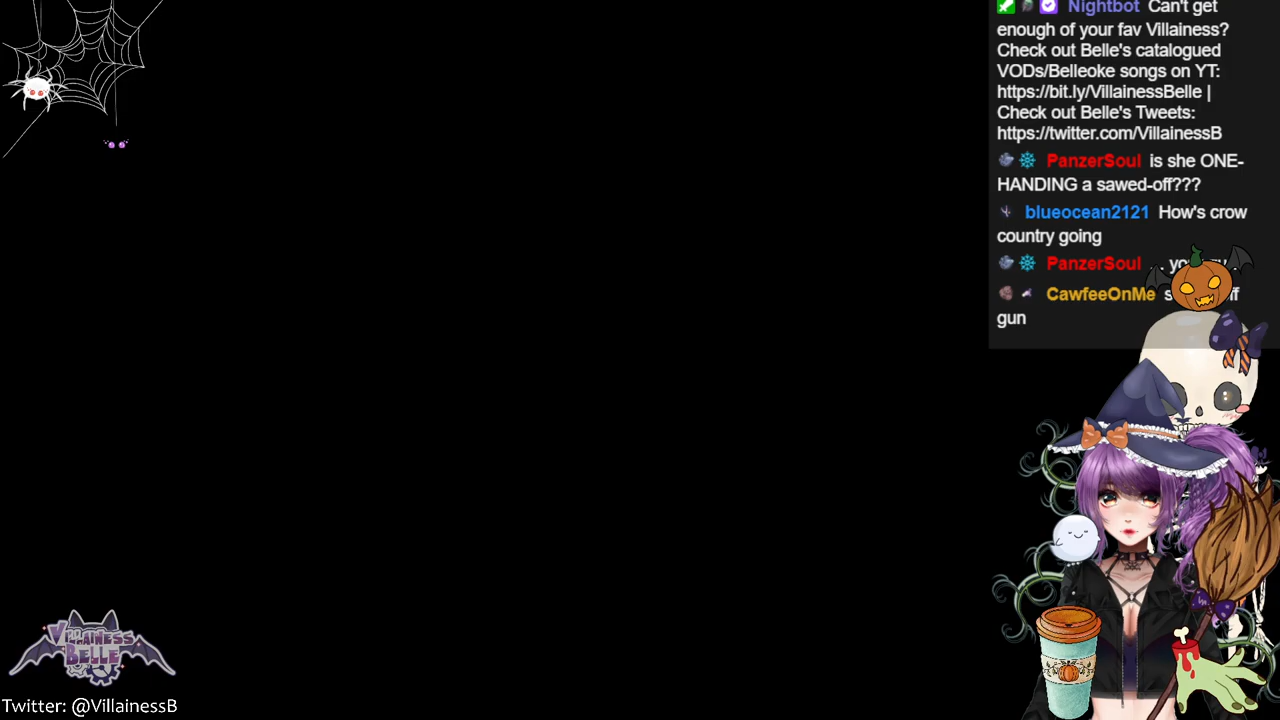 Nightbot Can't get
enough of your fav Villainess?
Check out Belle's catalogued
VODs/Belleoke songs on YT:
https://bit.ly/VillainessBelle |
Check out Belle's Tweets:
https://twitter.com/VillainessB
PanzerSoul is she ONE-
HANDING a sawed-off???
blueocean2121 How's crow
country going
PanzerSoul
CawfeeOnMe
gun
VILLAINESS
BELLE
Twitter: @VillainessB